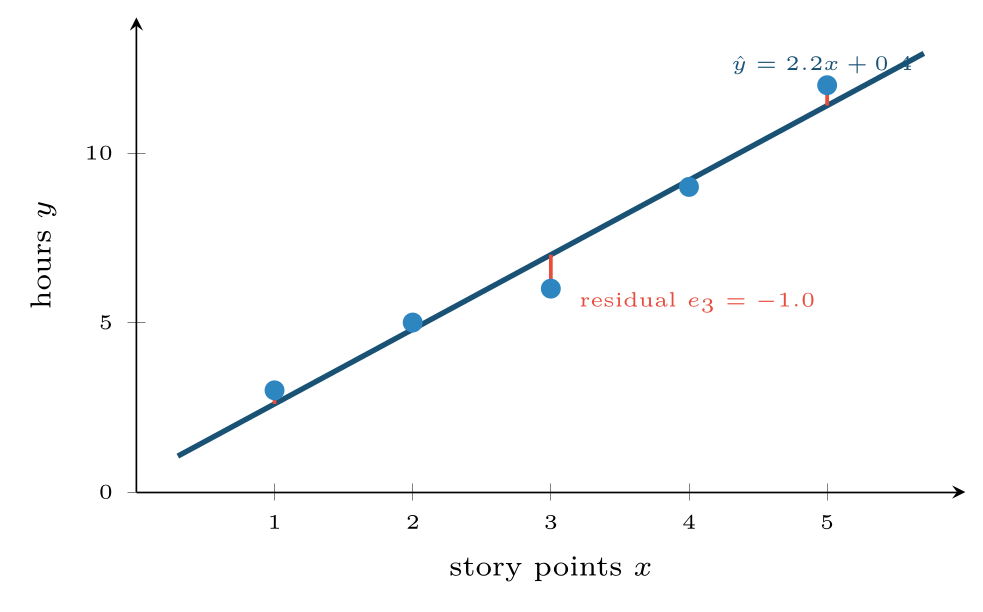 ŷ = 2.2x + 0.4
10
hours y
5
residual e₃ = −1.0
0
1 2 3 4 5
story points x